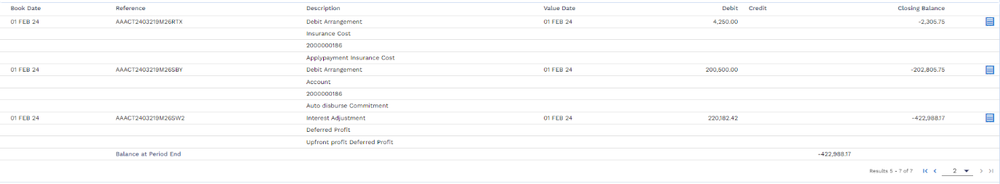 Book Date Reference Description Value Date Debit Credit Closing Balance
01 FEB 24 AAACT2403219M26RTX Debit Arrangement 01 FEB 24 4,250.00 -2,305.75
Insurance Cost
2000000186
Applypayment Insurance Cost
01 FEB 24 AAACT2403219M26SBY Debit Arrangement 01 FEB 24 200,500.00 -202,805.75
Account
2000000186
Auto disburse Commitment
01 FEB 24 AAACT2403219M26SW2 Interest Adjustment 01 FEB 24 220,182.42 -422,988.17
Deferred Profit
Upfront profit Deferred Profit
Balance at Period End -422,988.17
Results 5 - 7 of 7 2